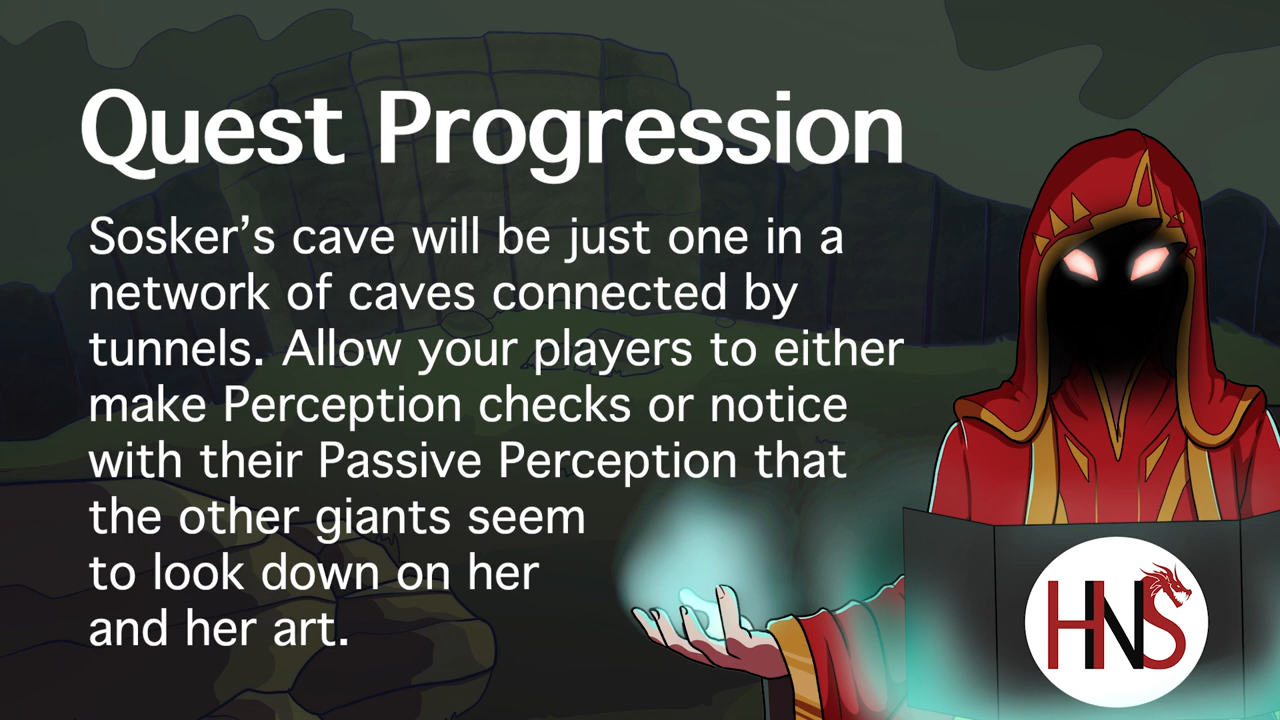 Quest Progression
Sosker’s cave will be just one in a
network of caves connected by
tunnels. Allow your players to either
make Perception checks or notice
with their Passive Perception that
the other giants seem
to look down on her
and her art.
HNS